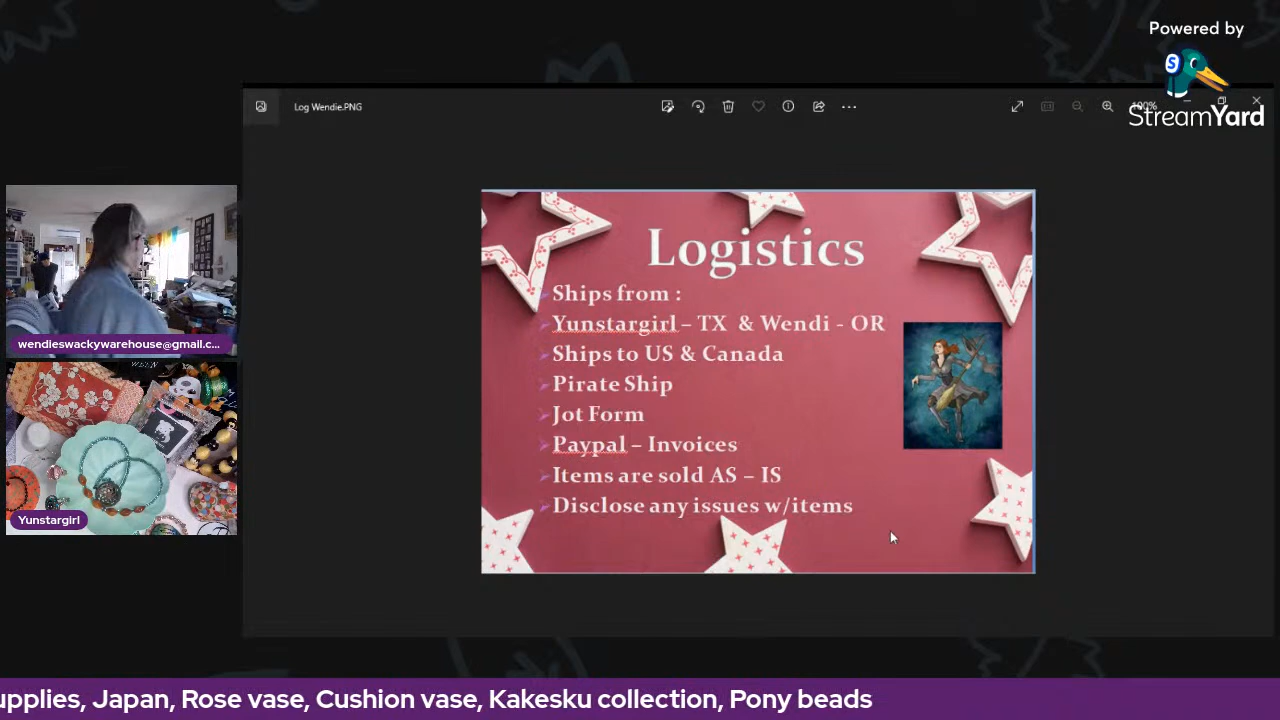 Powered by
StreamYard
Log Wendie.PNG
100%
Logistics
Ships from :
Yunstargirl – TX & Wendi - OR
Ships to US & Canada
Pirate Ship
Jot Form
Paypal – Invoices
Items are sold AS – IS
Disclose any issues w/items
wendieswackywarehouse@gmail.c...
Yunstargirl
upplies, Japan, Rose vase, Cushion vase, Kakesku collection, Pony beads